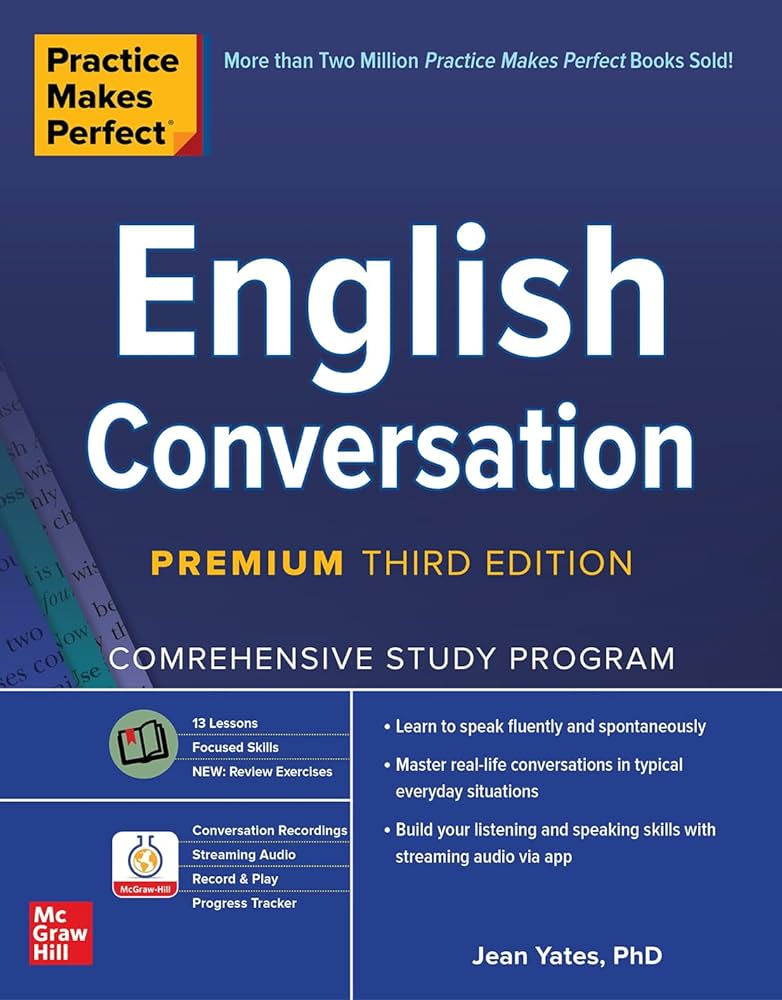 Practice
Makes
Perfect®
More than Two Million Practice Makes Perfect Books Sold!
English
Conversation
PREMIUM THIRD EDITION
COMREHENSIVE STUDY PROGRAM
13 Lessons
Focused Skills
NEW: Review Exercises
• Learn to speak fluently and spontaneously
• Master real-life conversations in typical
everyday situations
• Build your listening and speaking skills with
streaming audio via app
Conversation Recordings
Streaming Audio
Record & Play
Progress Tracker
McGraw-Hill
Mc
Graw
Hill
Jean Yates, PhD